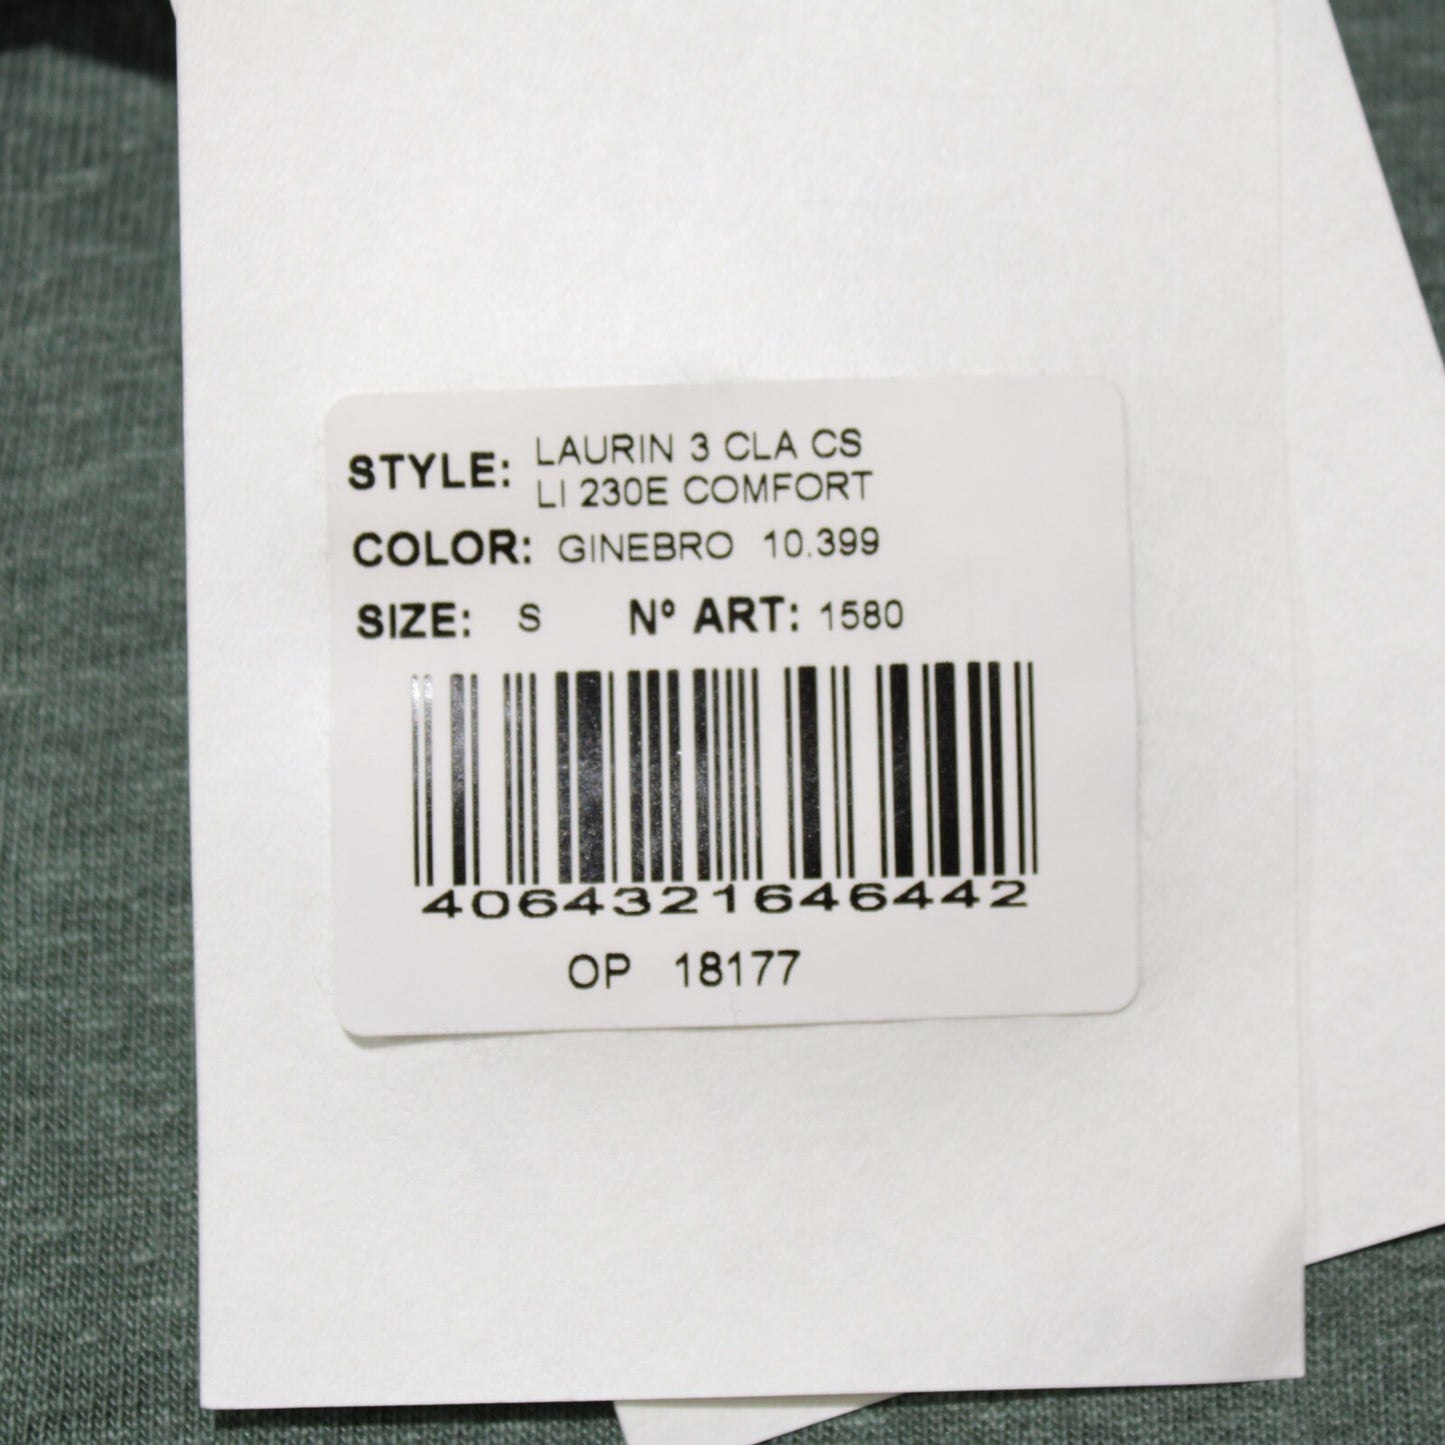 STYLE: LAURIN 3 CLA CS
LI 230E COMFORT
COLOR: GINEBRO 10.399
SIZE: S Nº ART: 1580
4064321646442
OP 18177